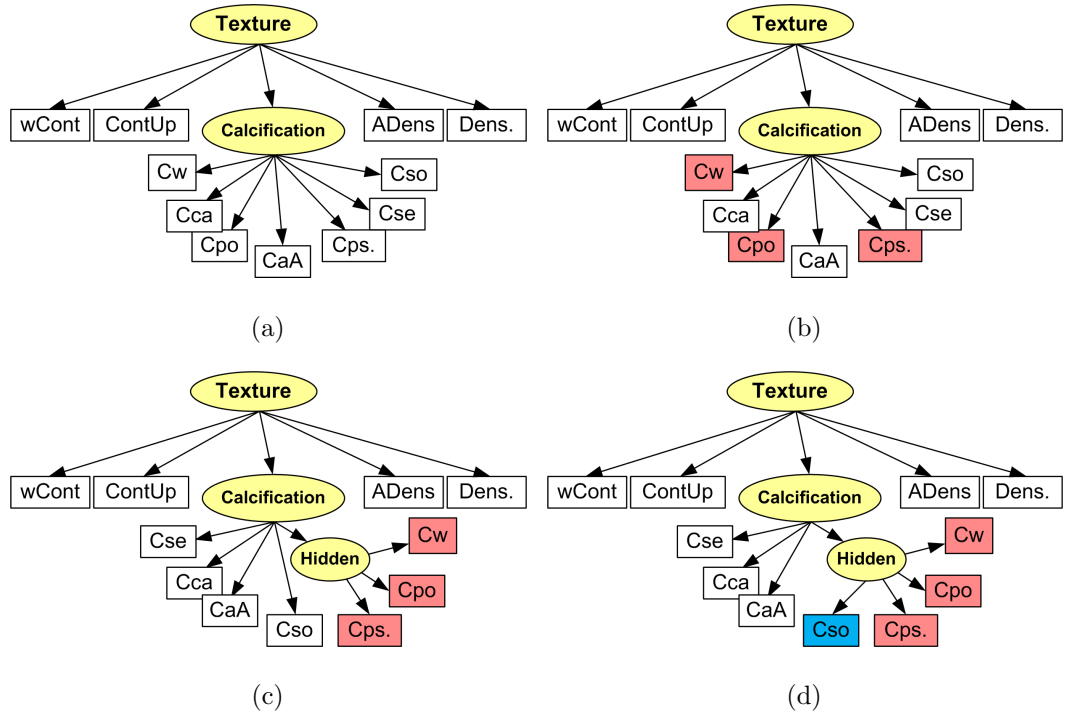 Texture
Texture
wCont ContUp Calcification ADens Dens.
wCont ContUp Calcification ADens Dens.
Cw Cso
Cca Cse
Cpo CaA Cps.
Cw Cso
Cca Cse
Cpo CaA Cps.
(a)
(b)
Texture
Texture
wCont ContUp Calcification ADens Dens.
wCont ContUp Calcification ADens Dens.
Cse Hidden Cw
Cca Cpo
CaA Cso Cps.
Cse Hidden Cw
Cca Cpo
CaA Cso Cps.
(c)
(d)